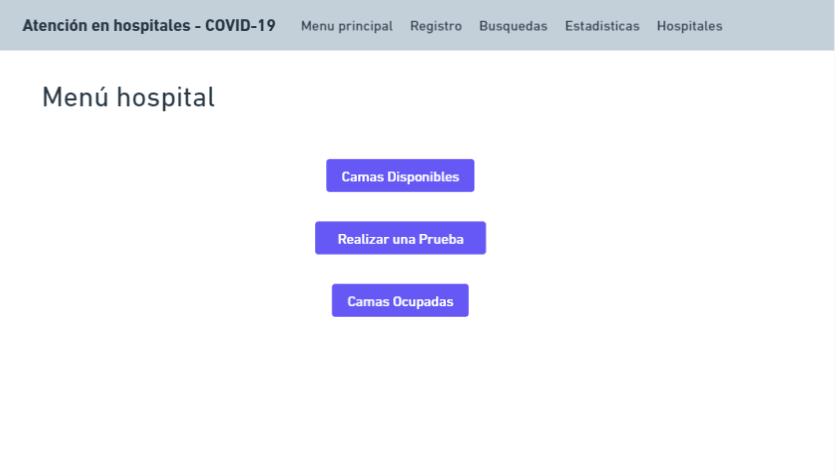 Atención en hospitales - COVID-19 Menu principal Registro Busquedas Estadisticas Hospitales
Menú hospital
Camas Disponibles
Realizar una Prueba
Camas Ocupadas